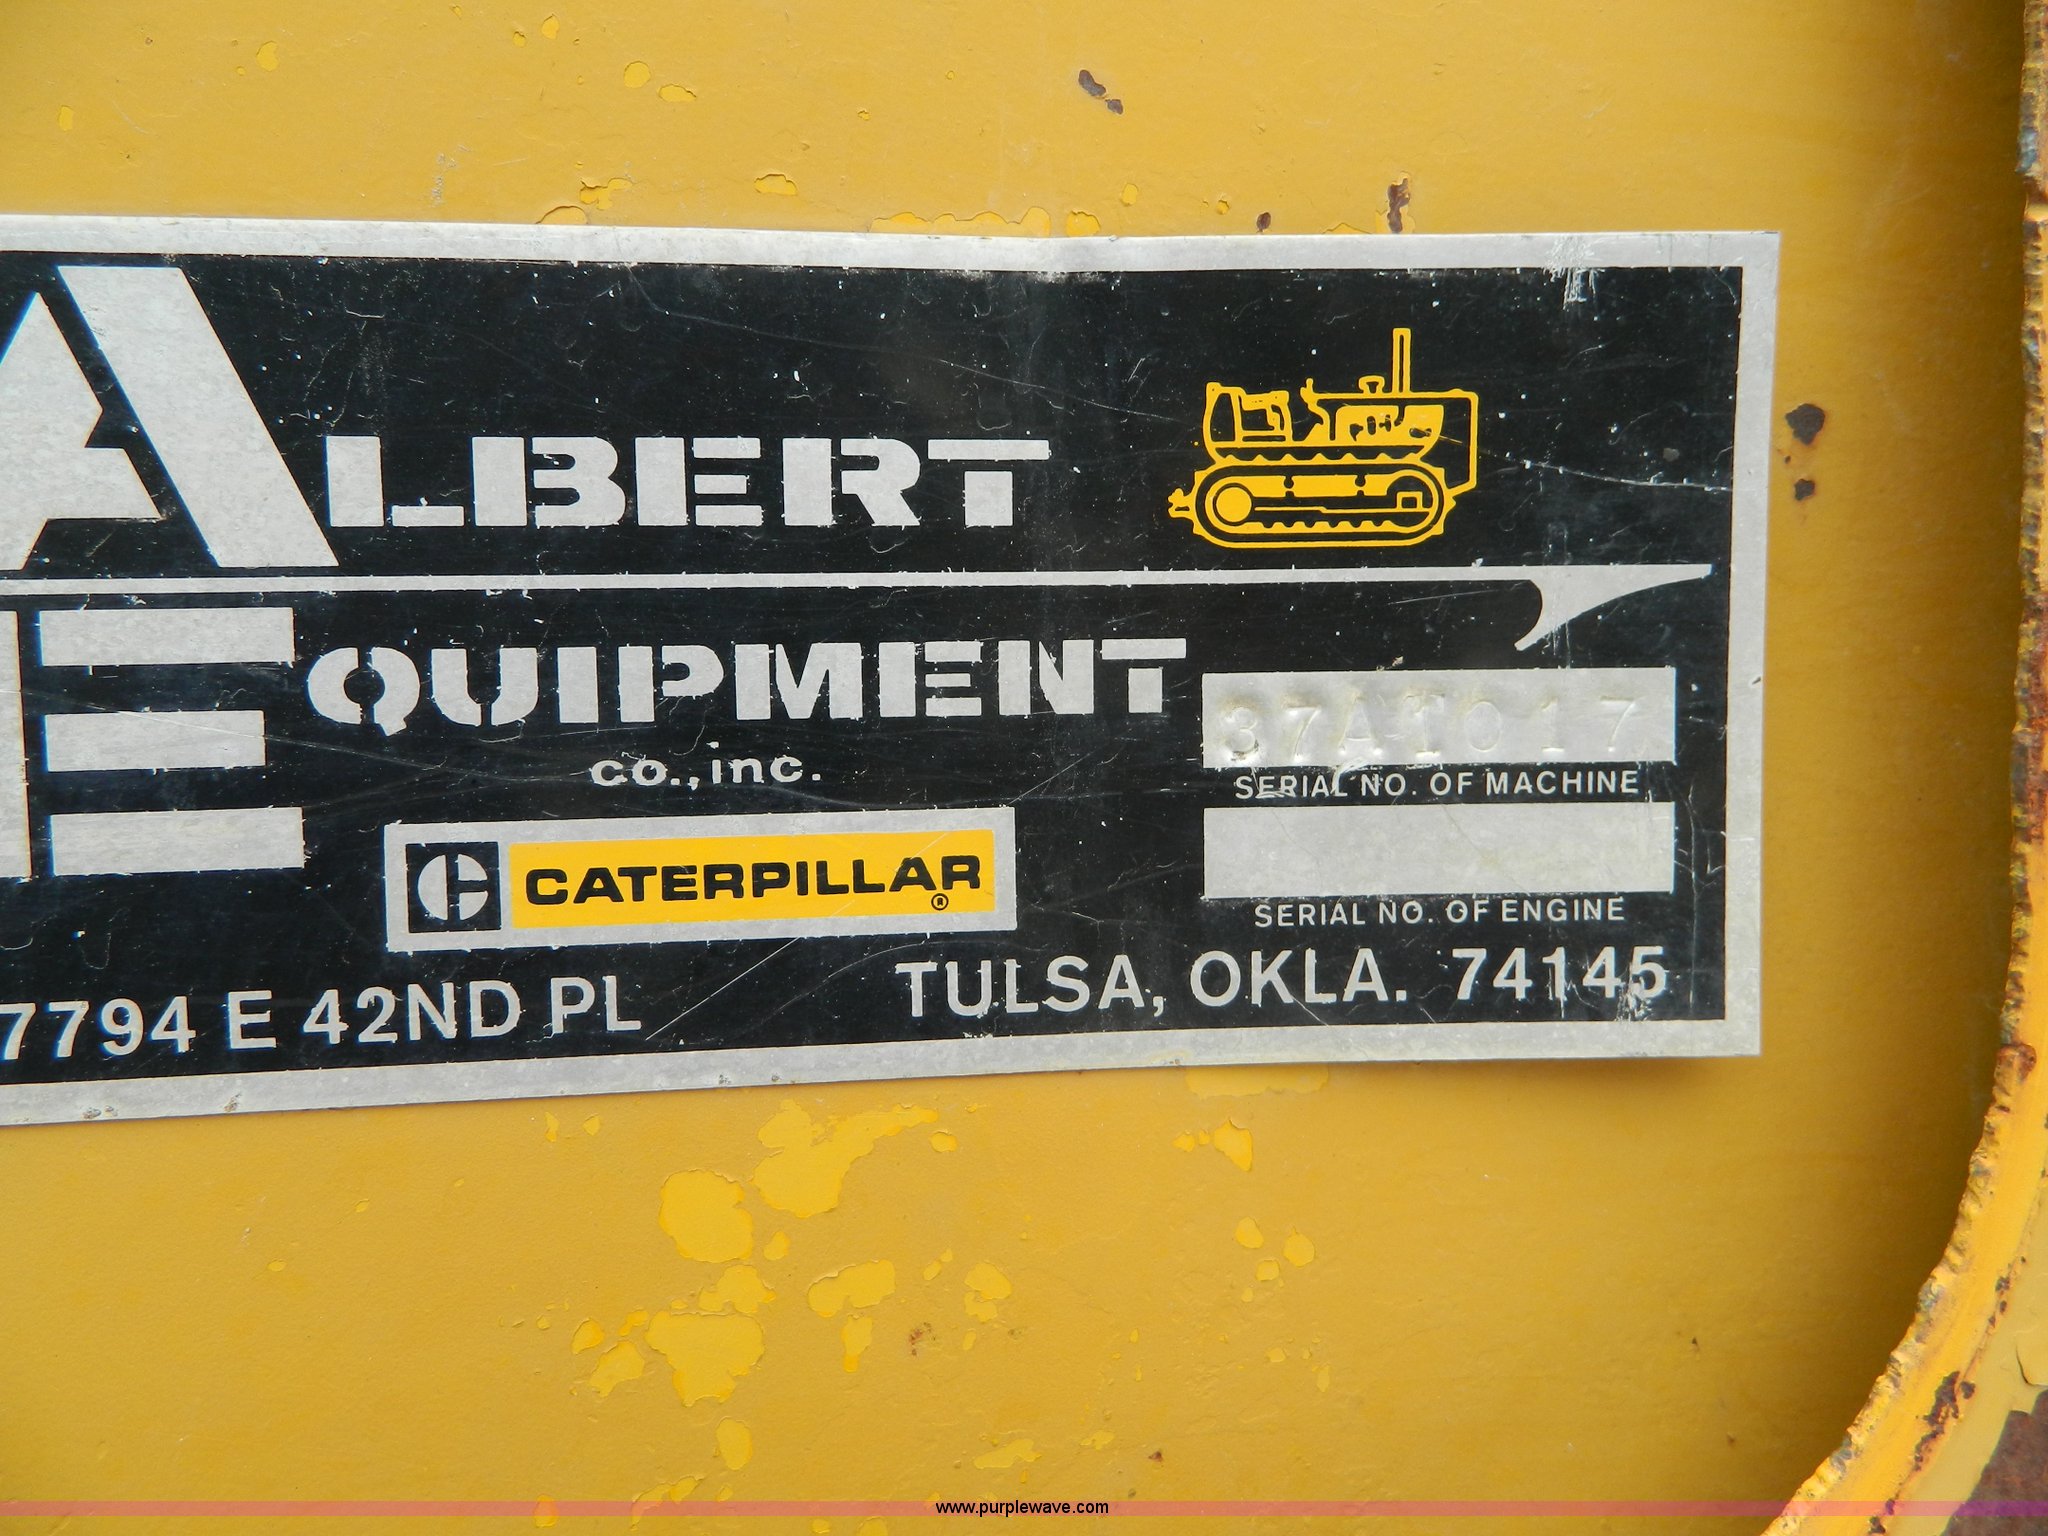 ALBERT
EQUIPMENT
co., inc.
37AT017
SERIAL NO. OF MACHINE
SERIAL NO. OF ENGINE
C CATERPILLAR ®
7794 E 42ND PL TULSA, OKLA. 74145
www.purplewave.com